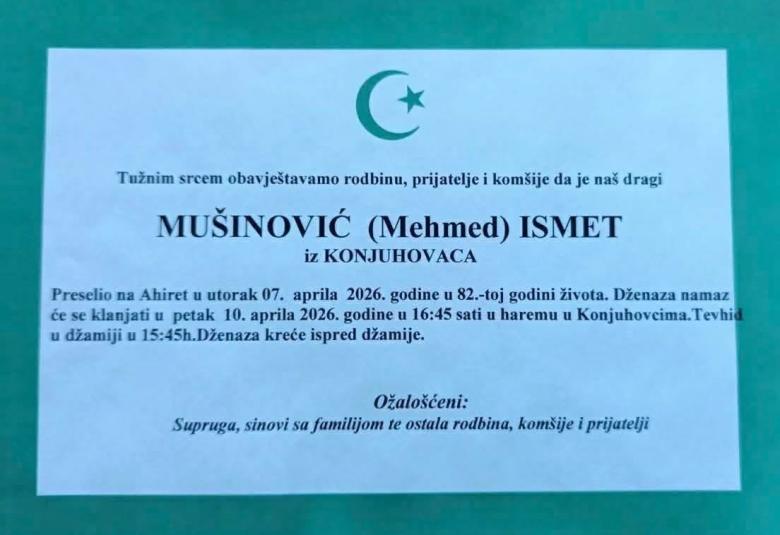 Tužnim srcem obavještavamo rodbinu, prijatelje i komšije da je naš dragi
MUŠINOVIĆ (Mehmed) ISMET
iz KONJUHOVACA
Preselio na Ahiret u utorak 07. aprila 2026. godine u 82.-toj godini života. Dženaza namaz
će se klanjati u petak 10. aprila 2026. godine u 16:45 sati u haremu u Konjuhovcima.Tevhid
u džamiji u 15:45h.Dženaza kreće ispred džamije.
Ožalošćeni:
Supruga, sinovi sa familijom te ostala rodbina, komšije i prijatelji